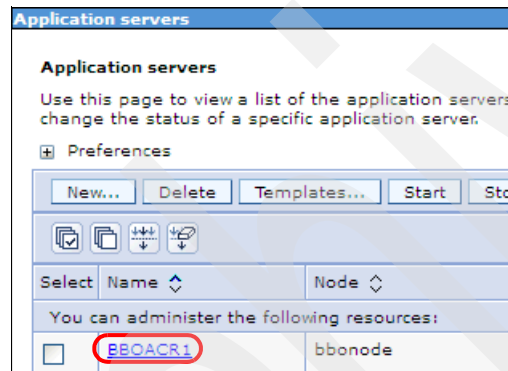 Application servers
Application servers
Use this page to view a list of the application servers
change the status of a specific application server.
Preferences
New... Delete Templates... Start Sto
Select Name Node
You can administer the following resources:
BBOACR1 bbonode